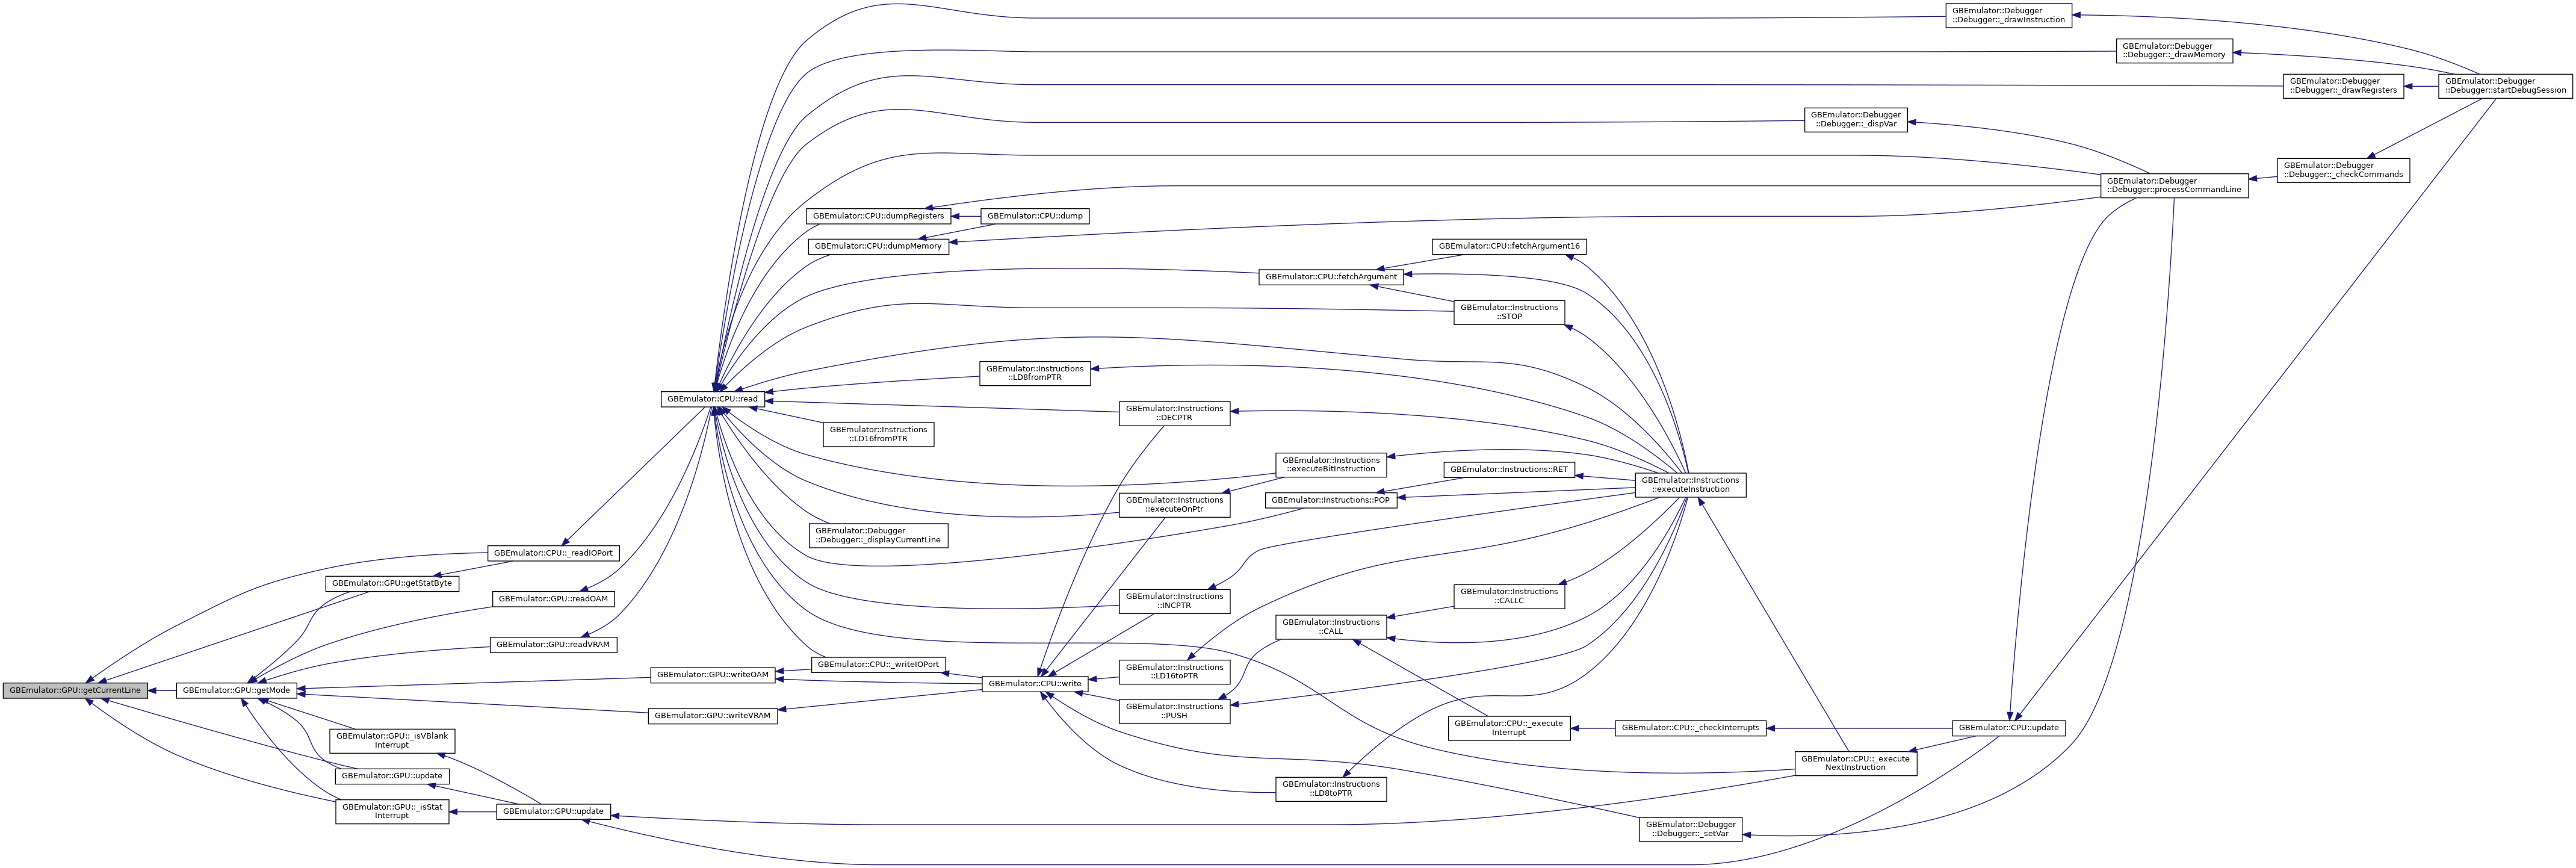 GBEmulator::Debugger
::Debugger::_drawInstruction
GBEmulator::Debugger
::Debugger::_drawMemory
GBEmulator::Debugger
::Debugger::_drawRegisters
GBEmulator::Debugger
::Debugger::startDebugSession
GBEmulator::Debugger
::Debugger::_dispVar
GBEmulator::Debugger
::Debugger::_checkCommands
GBEmulator::Debugger
::Debugger::processCommandLine
GBEmulator::CPU::dumpRegisters
GBEmulator::CPU::dump
GBEmulator::CPU::dumpMemory
GBEmulator::CPU::fetchArgument16
GBEmulator::CPU::fetchArgument
GBEmulator::Instructions
::STOP
GBEmulator::Instructions
::LD8fromPTR
GBEmulator::CPU::read
GBEmulator::Instructions
::DECPTR
GBEmulator::Instructions
::LD16fromPTR
GBEmulator::Instructions
::executeBitInstruction
GBEmulator::Instructions::RET
GBEmulator::Instructions
::executeInstruction
GBEmulator::Instructions
::executeOnPtr
GBEmulator::Instructions::POP
GBEmulator::Debugger
::Debugger::_displayCurrentLine
GBEmulator::CPU::_readIOPort
GBEmulator::GPU::getStatByte
GBEmulator::GPU::readOAM
GBEmulator::Instructions
::INCPTR
GBEmulator::Instructions
::CALLC
GBEmulator::Instructions
::CALL
GBEmulator::GPU::readVRAM
GBEmulator::CPU::_writeIOPort
GBEmulator::GPU::writeOAM
GBEmulator::Instructions
::LD16toPTR
GBEmulator::GPU::getCurrentLine
GBEmulator::GPU::getMode
GBEmulator::CPU::write
GBEmulator::GPU::writeVRAM
GBEmulator::Instructions
::PUSH
GBEmulator::CPU::_execute
Interrupt
GBEmulator::CPU::_checkInterrupts
GBEmulator::CPU::update
GBEmulator::GPU::_isVBlank
Interrupt
GBEmulator::CPU::_execute
NextInstruction
GBEmulator::GPU::update
GBEmulator::Instructions
::LD8toPTR
GBEmulator::GPU::_isStat
Interrupt
GBEmulator::GPU::update
GBEmulator::Debugger
::Debugger::_setVar